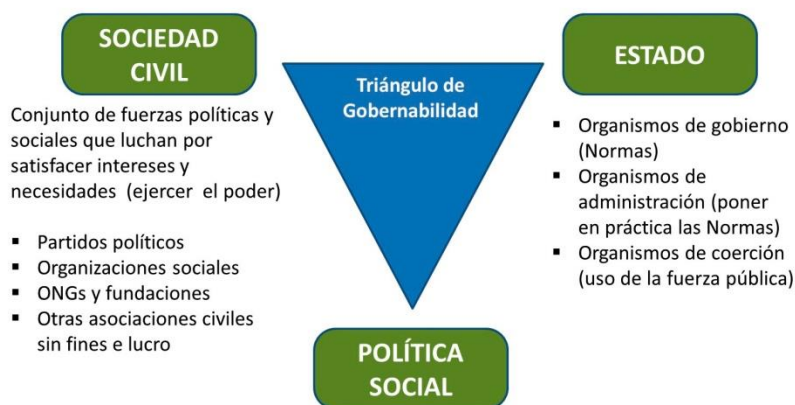 SOCIEDAD
CIVIL
Conjunto de fuerzas políticas y
sociales que luchan por
satisfacer intereses y
necesidades (ejercer el poder)
▪ Partidos políticos
▪ Organizaciones sociales
▪ ONGs y fundaciones
▪ Otras asociaciones civiles
sin fines e lucro
Triángulo de
Gobernabilidad
ESTADO
▪ Organismos de gobierno
(Normas)
▪ Organismos de
administración (poner
en práctica las Normas)
▪ Organismos de coerción
(uso de la fuerza pública)
POLÍTICA
SOCIAL